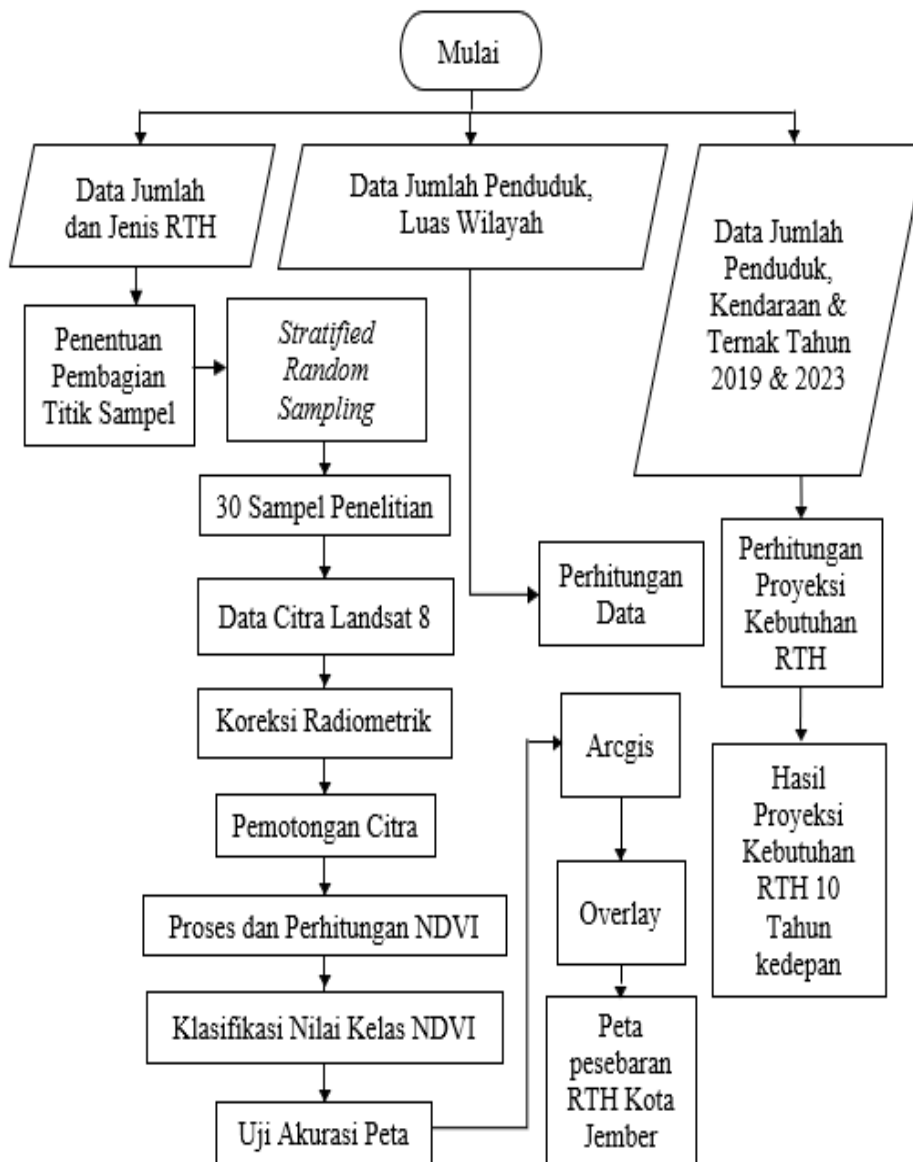 Mulai
Data Jumlah
dan Jenis RTH
Data Jumlah Penduduk,
Luas Wilayah
Data Jumlah
Penduduk,
Kendaraan &
Ternak Tahun
2019 & 2023
Penentuan
Pembagian
Titik Sampel
Stratified
Random
Sampling
30 Sampel Penelitian
Data Citra Landsat 8
Koreksi Radiometrik
Pemotongan Citra
Proses dan Perhitungan NDVI
Klasifikasi Nilai Kelas NDVI
Uji Akurasi Peta
Perhitungan
Data
Arcgis
Overlay
Peta
pesebaran
RTH Kota
Jember
Perhitungan
Proyeksi
Kebutuhan
RTH
Hasil
Proyeksi
Kebutuhan
RTH 10
Tahun
kedepan